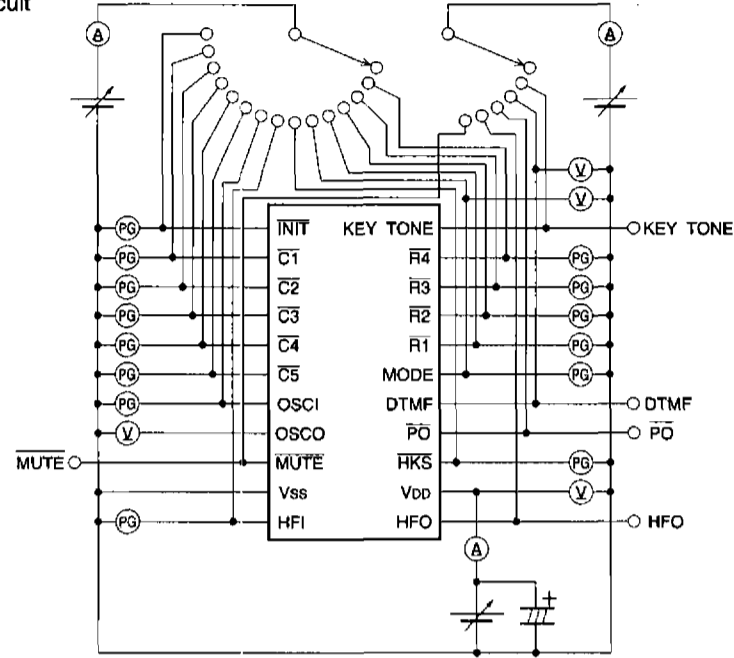 cuit
A
A
V
V
PG INIT KEY TONE KEY TONE
PG C1 R4 PG
PG C2 R3 PG
PG C3 R2 PG
PG C4 R1 PG
PG C5 MODE PG
PG OSCI DTMF DTMF
V OSCO PO PO
MUTE MUTE HKS PG
VSS VDD V
PG HFI HFO HFO
A
+